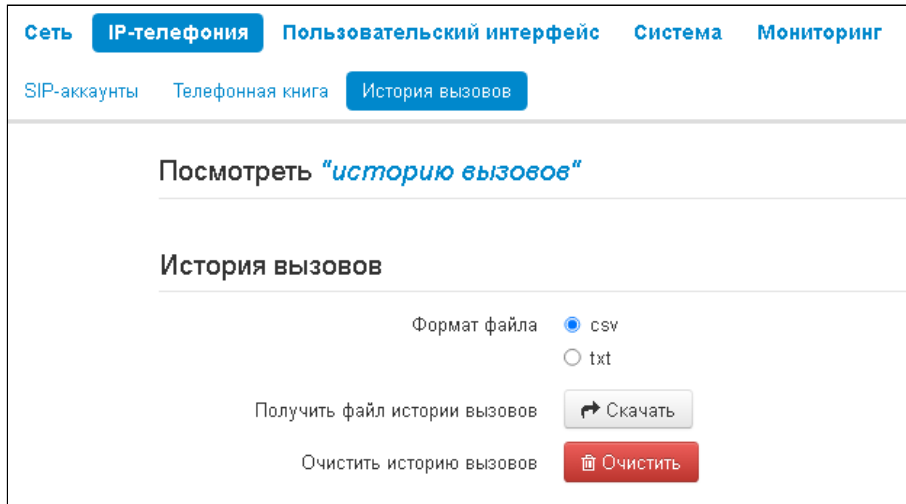 Сеть IP-телефония Пользовательский интерфейс Система Мониторинг
SIP-аккаунты Телефонная книга История вызовов
Посмотреть "историю вызовов"
История вызовов
Формат файла csv
txt
Получить файл истории вызовов Скачать
Очистить историю вызовов Очистить